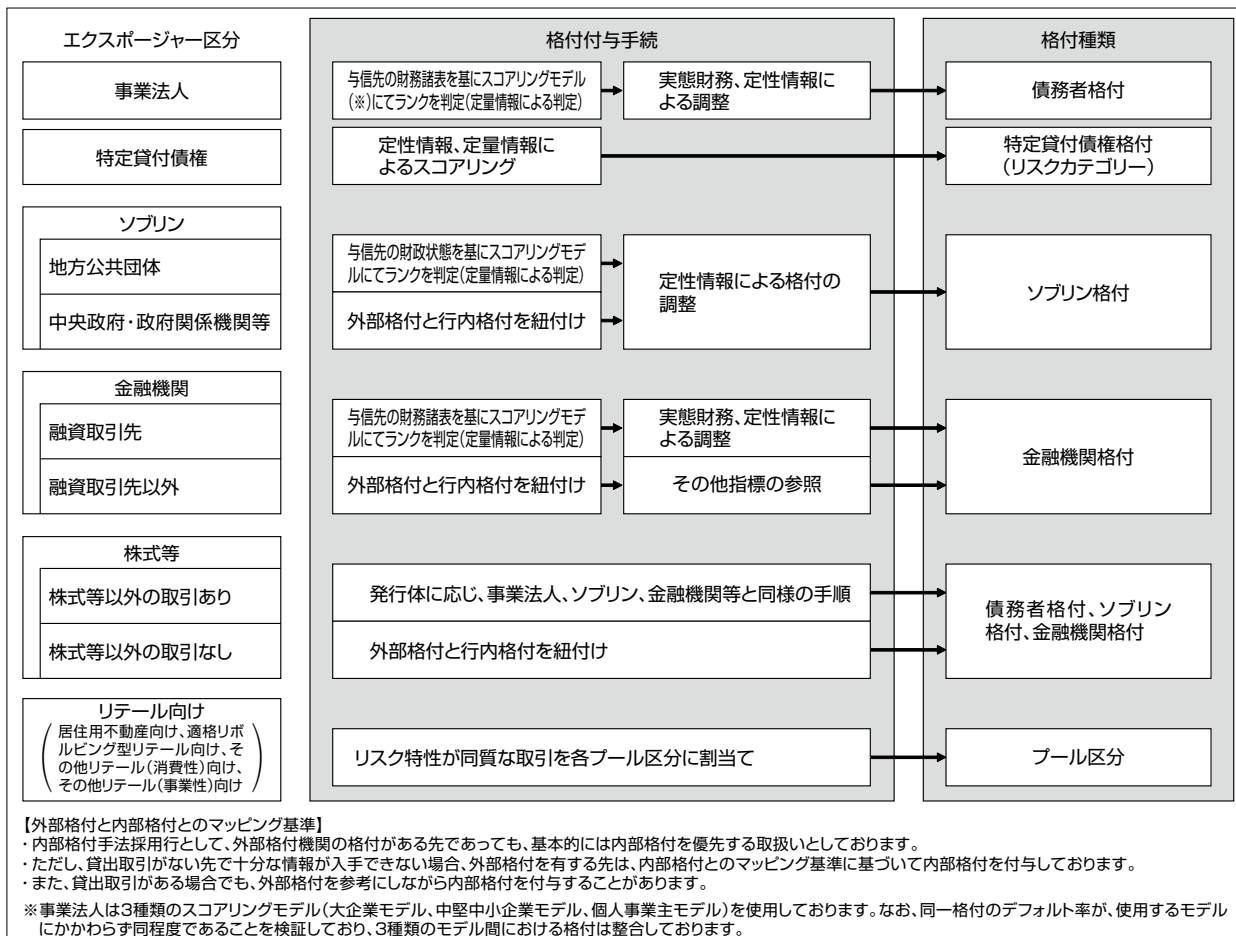 エクスポージャー区分
格付付与手続
格付種類
事業法人
与信先の財務諸表を基にスコアリングモデル
(※)にてランクを判定(定量情報による判定)
実態財務、定性情報に
よる調整
債務者格付
特定貸付債権
定性情報、定量情報に
よるスコアリング
特定貸付債権格付
(リスクカテゴリー)
ソブリン
地方公共団体
与信先の財政状態を基にスコアリングモデ
ルにてランクを判定(定量情報による判定)
中央政府・政府関係機関等
外部格付と行内格付を紐付け
定性情報による格付の
調整
ソブリン格付
金融機関
融資取引先
与信先の財務諸表を基にスコアリングモデ
ルにてランクを判定(定量情報による判定)
実態財務、定性情報に
よる調整
融資取引先以外
外部格付と行内格付を紐付け
その他指標の参照
金融機関格付
株式等
株式等以外の取引あり
発行体に応じ、事業法人、ソブリン、金融機関等と同様の手順
株式等以外の取引なし
外部格付と行内格付を紐付け
債務者格付、ソブリン
格付、金融機関格付
リテール向け
居住用不動産向け、適格リボ
ルビング型リテール向け、そ
の他リテール(消費性)向け、
その他リテール(事業性)向け
リスク特性が同質な取引を各プール区分に割当て
プール区分
【外部格付と内部格付とのマッピング基準】
・内部格付手法採用行として、外部格付機関の格付がある先であっても、基本的には内部格付を優先する取扱いとしております。
・ただし、貸出取引がない先で十分な情報が入手できない場合、外部格付を有する先は、内部格付とのマッピング基準に基づいて内部格付を付与しております。
・また、貸出取引がある場合でも、外部格付を参考にしながら内部格付を付与することがあります。
※事業法人は3種類のスコアリングモデル(大企業モデル、中堅中小企業モデル、個人事業主モデル)を使用しております。なお、同一格付のデフォルト率が、使用するモデル
にかかわらず同程度であることを検証しており、3種類のモデル間における格付は整合しております。